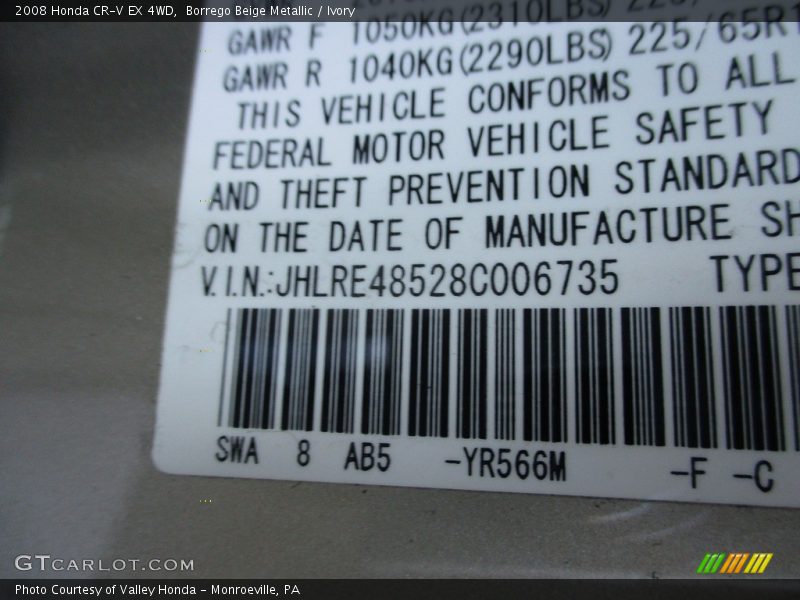 2008 Honda CR-V EX 4WD, Borrego Beige Metallic / Ivory
GAWR F 1050KG(2310LBS) 225/65R1
GAWR R 1040KG(2290LBS) 225/65R1
THIS VEHICLE CONFORMS TO ALL
FEDERAL MOTOR VEHICLE SAFETY
AND THEFT PREVENTION STANDARD
ON THE DATE OF MANUFACTURE SH
V.I.N.:JHLRE48528C006735 TYPE
SWA 8 AB5 -YR566M -F -C
GTCARLOT.COM
Photo Courtesy of Valley Honda - Monroeville, PA